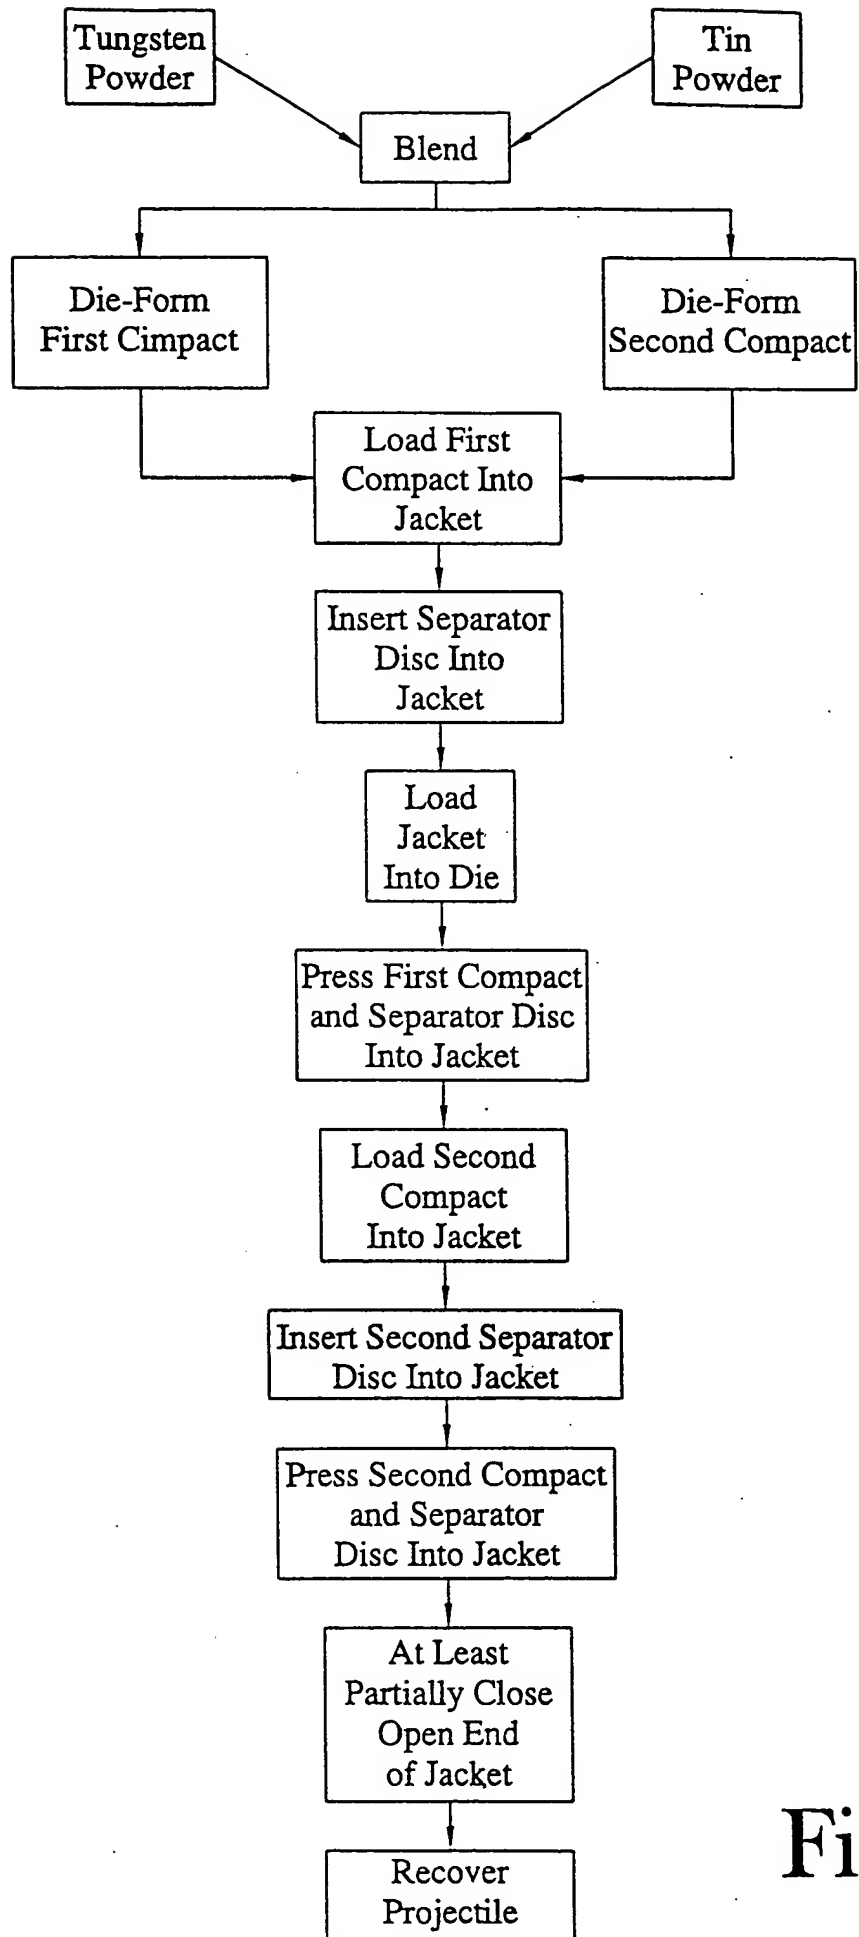 Tungsten
Powder
Tin
Powder
Blend
Die-Form
First Cimpact
Die-Form
Second Compact
Load First
Compact Into
Jacket
Insert Separator
Disc Into
Jacket
Load
Jacket
Into Die
Press First Compact
and Separator Disc
Into Jacket
Load Second
Compact
Into Jacket
Insert Second Separator
Disc Into Jacket
Press Second Compact
and Separator
Disc Into Jacket
At Least
Partially Close
Open End
of Jacket
Recover
Projectile
Fi